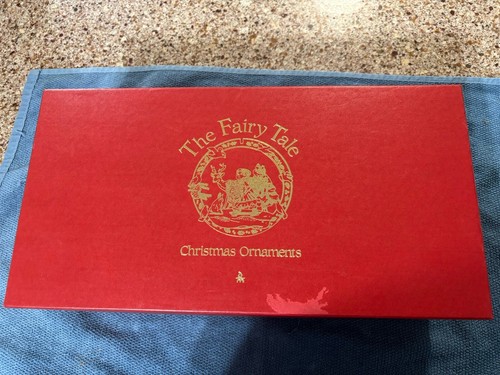 The Fairy Tale
Christmas Ornaments